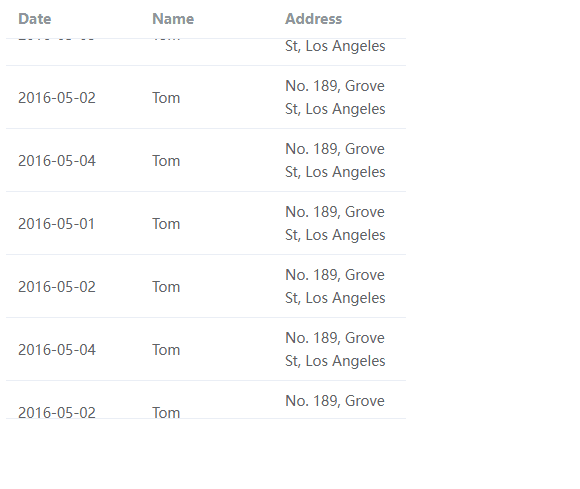 Date Name Address
St, Los Angeles
No. 189, Grove
2016-05-02 Tom
St, Los Angeles
No. 189, Grove
2016-05-04 Tom
St, Los Angeles
No. 189, Grove
2016-05-01 Tom
St, Los Angeles
No. 189, Grove
2016-05-02 Tom
St, Los Angeles
No. 189, Grove
2016-05-04 Tom
St, Los Angeles
No. 189, Grove
2016-05-02 Tom